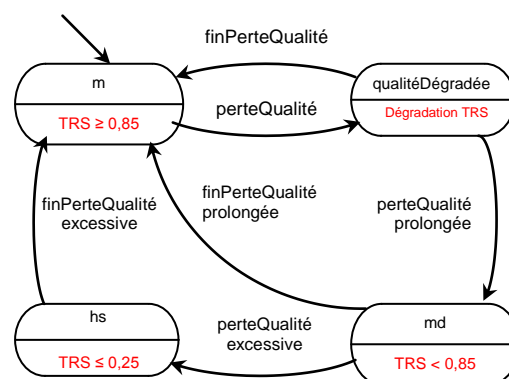 finPerteQualité
m
TRS ≥ 0,85
perteQualité
qualitéDégradée
Dégradation TRS
finPerteQualité
excessive
finPerteQualité
prolongée
perteQualité
prolongée
hs
TRS ≤ 0,25
perteQualité
excessive
md
TRS < 0,85